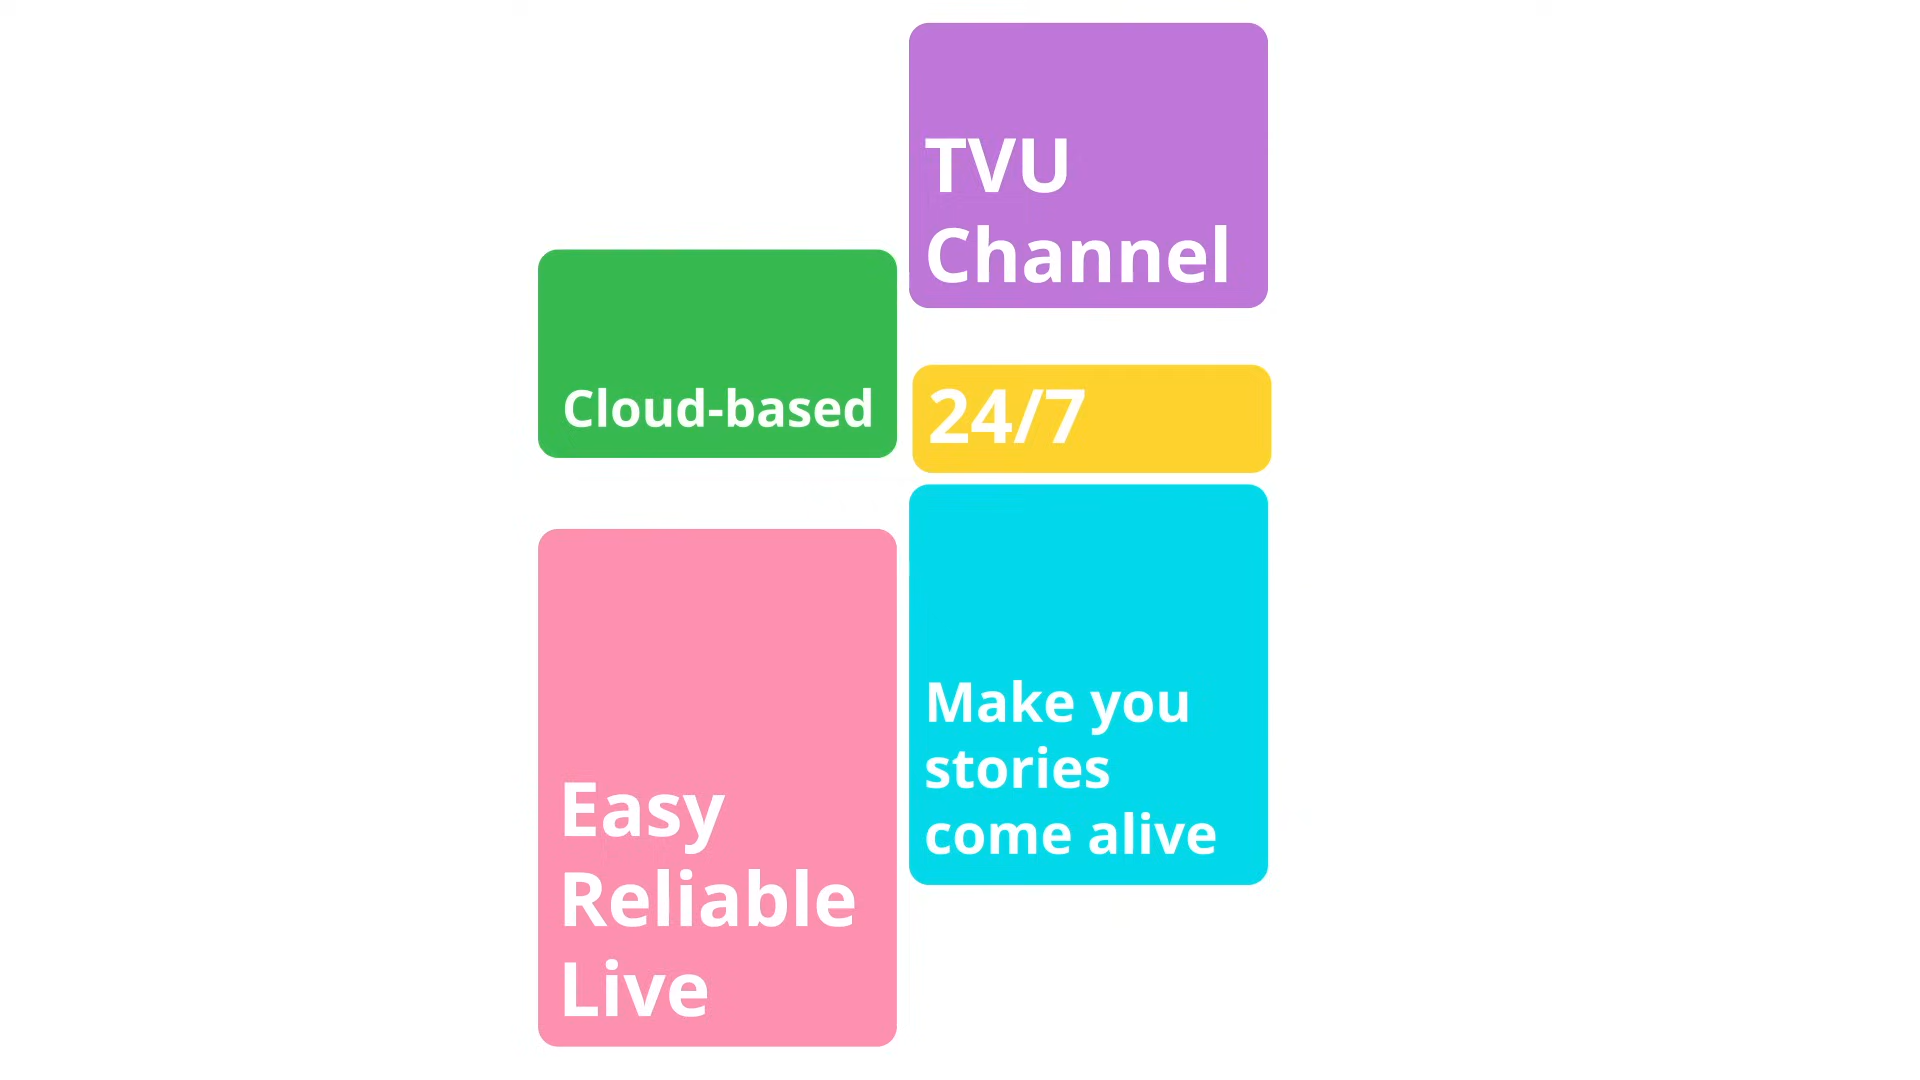 TVU
Channel
Cloud-based
24/7
Make you
stories
come alive
Easy
Reliable
Live